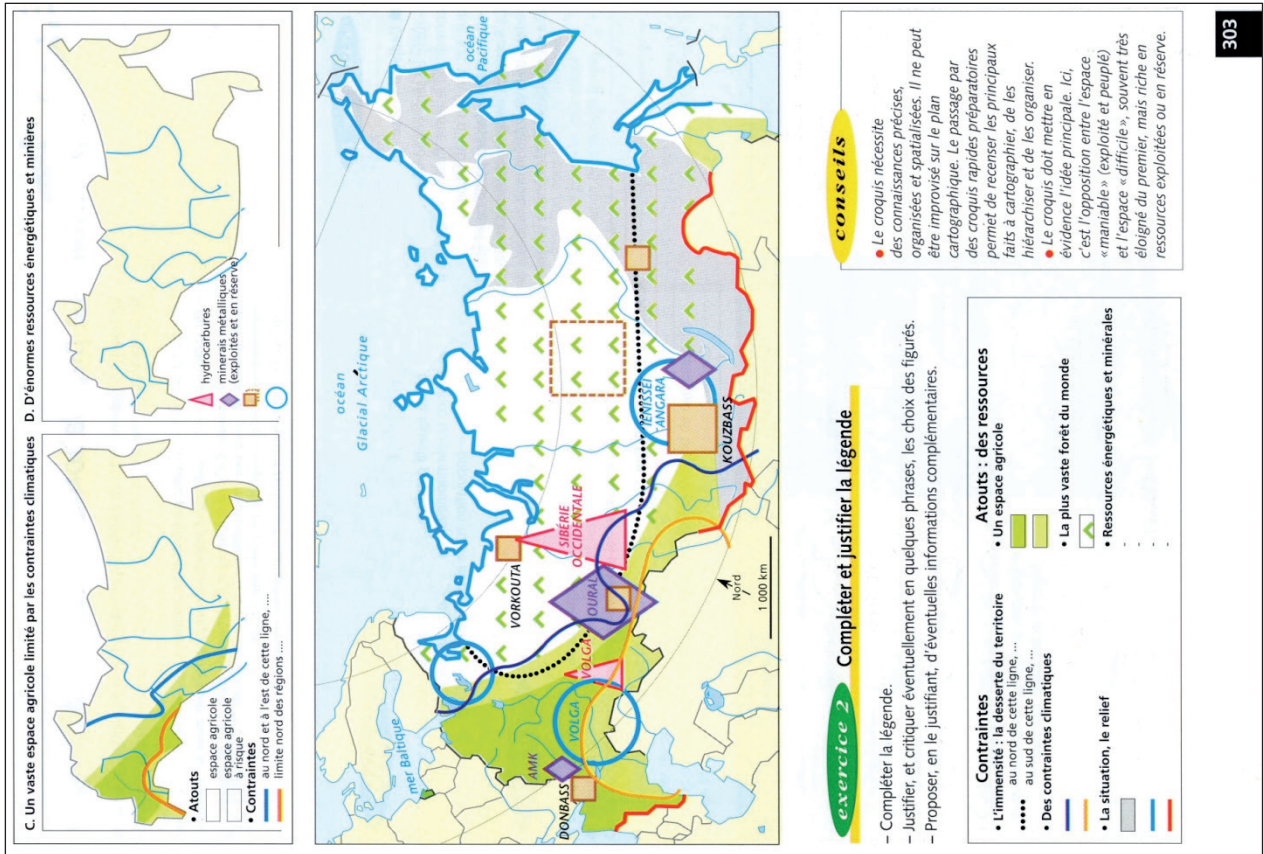 C. Un vaste espace agricole limité par les contraintes climatiques
• Atouts
espace agricole
espace agricole
à risque
• Contraintes
au nord et à l'est de cette ligne, ....
limite nord des régions ....
D. D'énormes ressources énergétiques et minières
hydrocarbures
minerais métalliques
(exploités et en réserve)
océan
Glacial Arctique
océan
Pacifique
mer Baltique
VORKOUTA
SIBÉRIE
OCCIDENTALE
OURAL
VOLGA
VOLGA
AMK
DONBASS
IENISSEI
ANGARA
KOUZBASS
Nord
1 000 km
exercice 2
Compléter et justifier la légende
– Compléter la légende.
– Justifier, et critiquer éventuellement en quelques phrases, les choix des figurés.
– Proposer, en le justifiant, d'éventuelles informations complémentaires.
Contraintes
• L'immensité : la desserte du territoire
au nord de cette ligne, ...
au sud de cette ligne, ...
• Des contraintes climatiques
• La situation, le relief
Atouts : des ressources
• Un espace agricole
• La plus vaste forêt du monde
• Ressources énergétiques et minérales
conseils
• Le croquis nécessite
des connaissances précises,
organisées et spatialisées. Il ne peut
être improvisé sur le plan
cartographique. Le passage par
des croquis rapides préparatoires
permet de recenser les principaux
faits à cartographier, de les
hiérarchiser et de les organiser.
• Le croquis doit mettre en
évidence l'idée principale. Ici,
c'est l'opposition entre l'espace
« maniable » (exploité et peuplé)
et l'espace « difficile », souvent très
éloigné du premier, mais riche en
ressources exploitées ou en réserve.
303